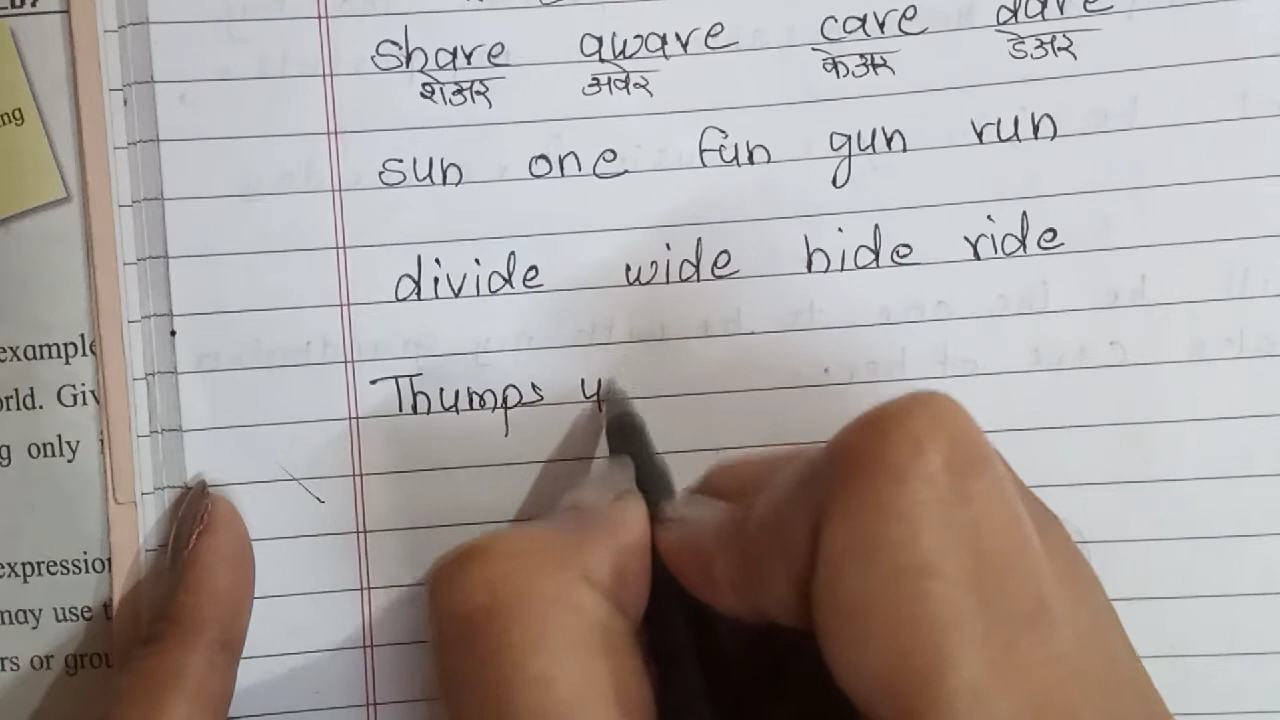 share aware care dare
शेअर अवेर केअर डेअर
sun one fun gun run
divide wide hide ride
Thumps u
ng
example
orld. Giv
g only
expression
may use t
rs or grou